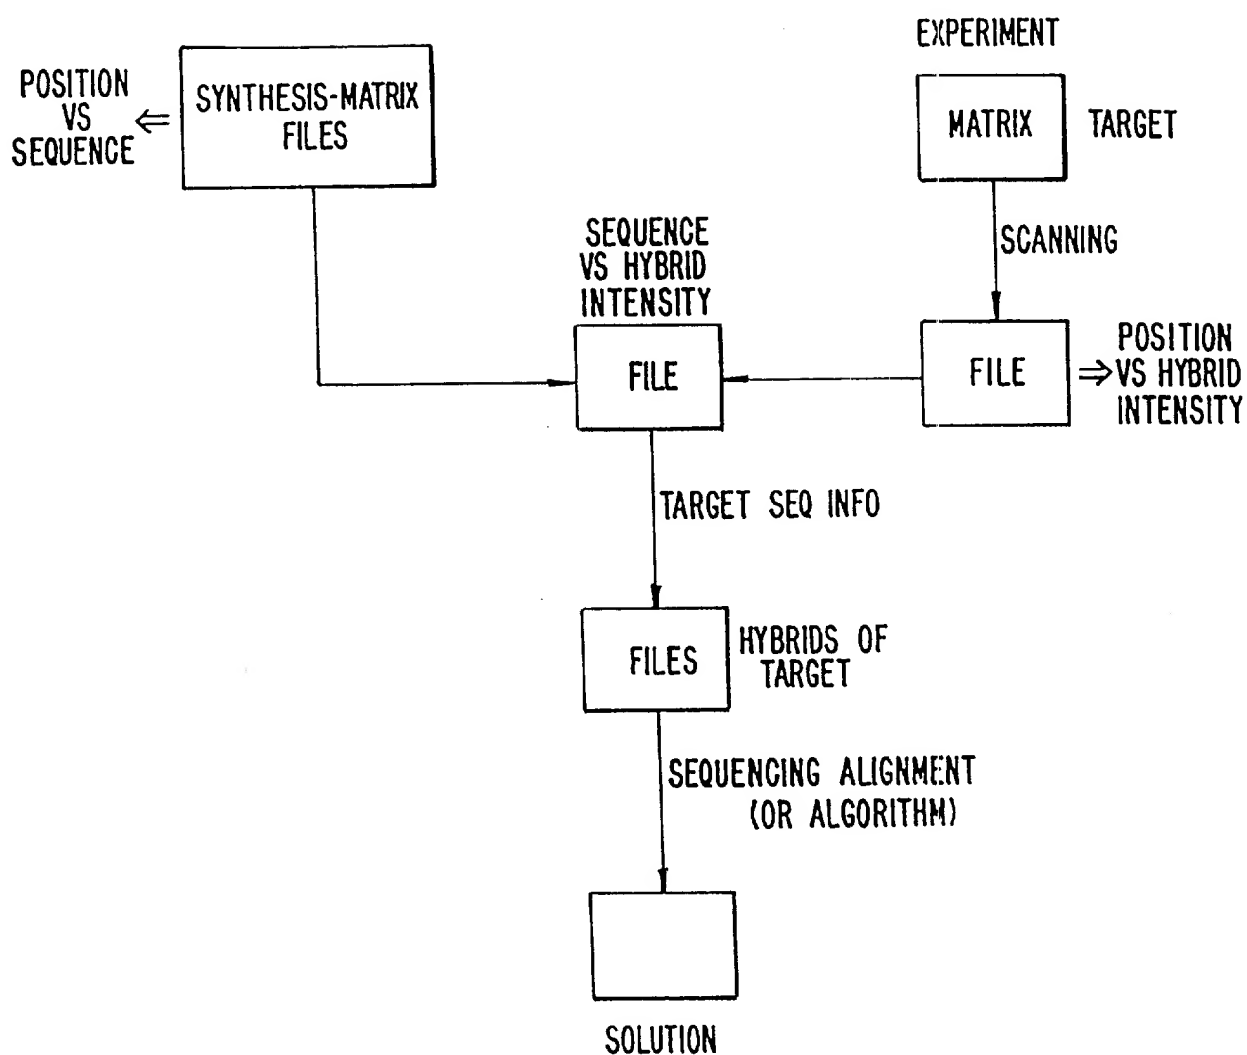 EXPERIMENT
POSITION
VS
SEQUENCE
SYNTHESIS-MATRIX
FILES
MATRIX
TARGET
SCANNING
SEQUENCE
VS HYBRID
INTENSITY
FILE
FILE
POSITION
VS HYBRID
INTENSITY
TARGET SEQ INFO
FILES
HYBRIDS OF
TARGET
SEQUENCING ALIGNMENT
(OR ALGORITHM)
SOLUTION